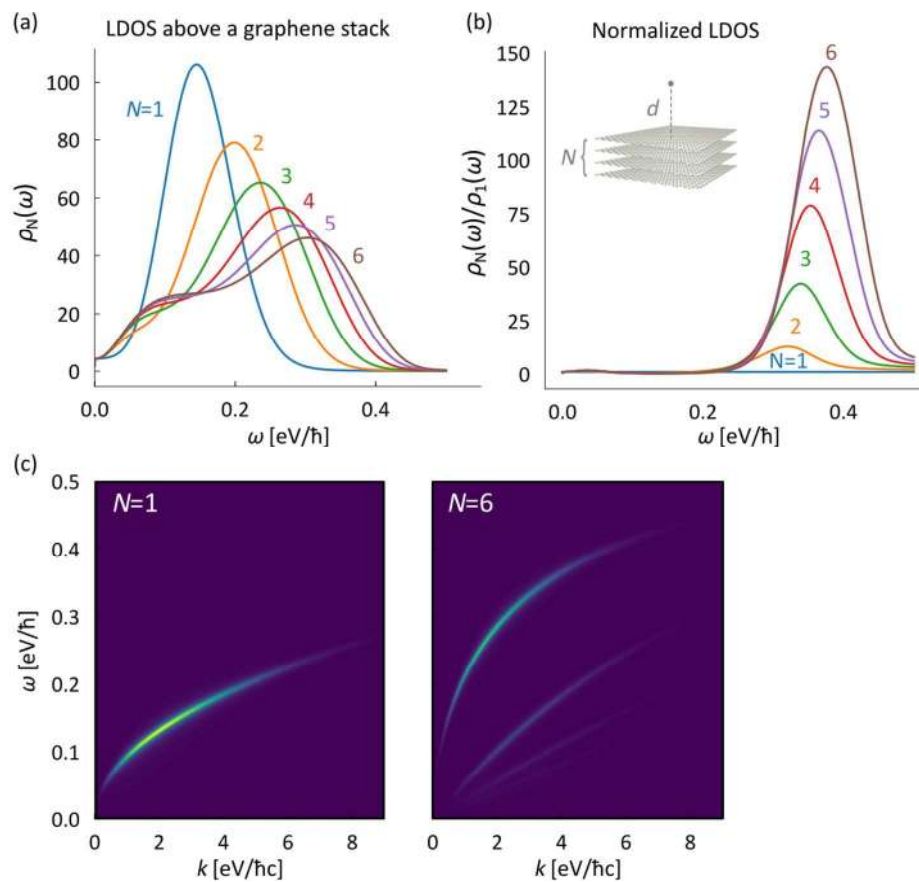 (a)
LDOS above a graphene stack
100
80
60
40
20
0
ρN(ω)
N=1
2
3
4
5
6
0.0 0.2 0.4
ω [eV/ħ]
(b)
Normalized LDOS
150
125
100
75
50
25
0
ρN(ω)/ρ1(ω)
d
N
6
5
4
3
2
N=1
0.0 0.2 0.4
ω [eV/ħ]
(c)
0.5
0.4
0.3
0.2
0.1
0.0
ω [eV/ħ]
N=1
0 2 4 6 8
k [eV/ħc]
N=6
0 2 4 6 8
k [eV/ħc]